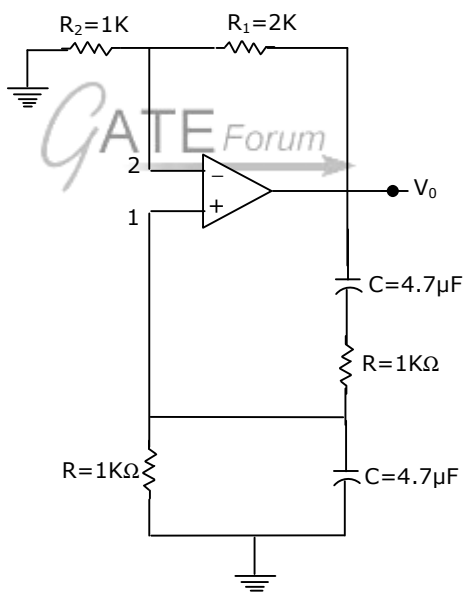 R₂=1K
R₁=2K
GATE Forum
2
−
1
+
V₀
C=4.7µF
R=1KΩ
R=1KΩ
C=4.7µF